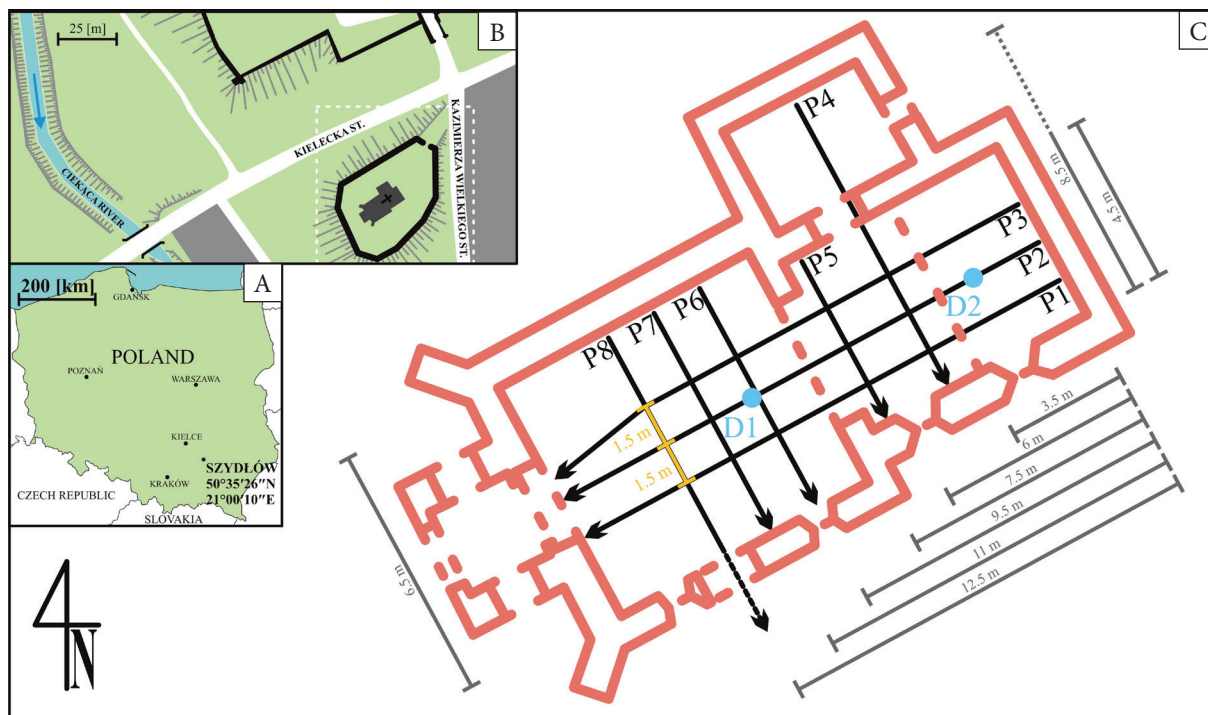 B
25 [m]
KIELECKA ST.
KAZIMIERZA WIELKIEGO ST.
CIEKĄCA RIVER
A
200 [km]
GDAŃSK
POLAND
POZNAŃ
WARSZAWA
KIELCE
SZYDŁÓW
50°35′26″N
21°00′10″E
KRAKÓW
CZECH REPUBLIC
SLOVAKIA
N
C
P4
P3
P2
P1
P5
P6
P7
P8
D2
D1
1.5 m
1.5 m
8.5 m
4.5 m
3.5 m
6 m
7.5 m
9.5 m
11 m
12.5 m
6.5 m